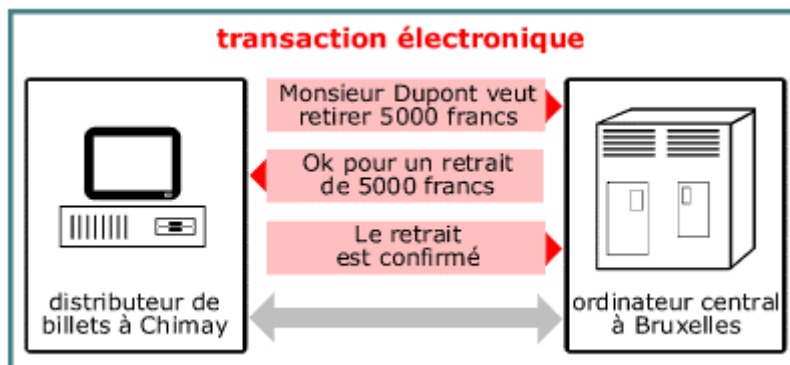 transaction électronique
Monsieur Dupont veut
retirer 5000 francs
Ok pour un retrait
de 5000 francs
Le retrait
est confirmé
distributeur de
billets à Chimay
ordinateur central
à Bruxelles